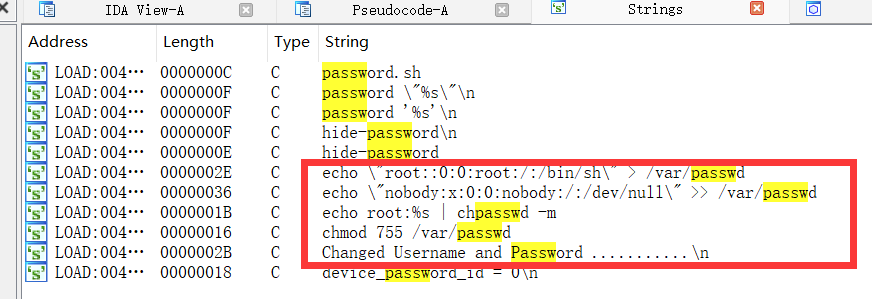 IDA View-A Pseudocode-A Strings
Address Length Type String
LOAD:004… 0000000C C password.sh
LOAD:004… 0000000F C password \"%s\"\n
LOAD:004… 0000000F C password '%s'\n
LOAD:004… 0000000F C hide-password\n
LOAD:004… 0000000E C hide-password
LOAD:004… 0000002E C echo \"root::0:0:root:/:/bin/sh\" > /var/passwd
LOAD:004… 00000036 C echo \"nobody:x:0:0:nobody:/:/dev/null\" >> /var/passwd
LOAD:004… 0000001B C echo root:%s | chpasswd -m
LOAD:004… 00000016 C chmod 755 /var/passwd
LOAD:004… 0000002B C Changed Username and Password ...........\n
LOAD:004… 00000018 C device_password_id = 0\n